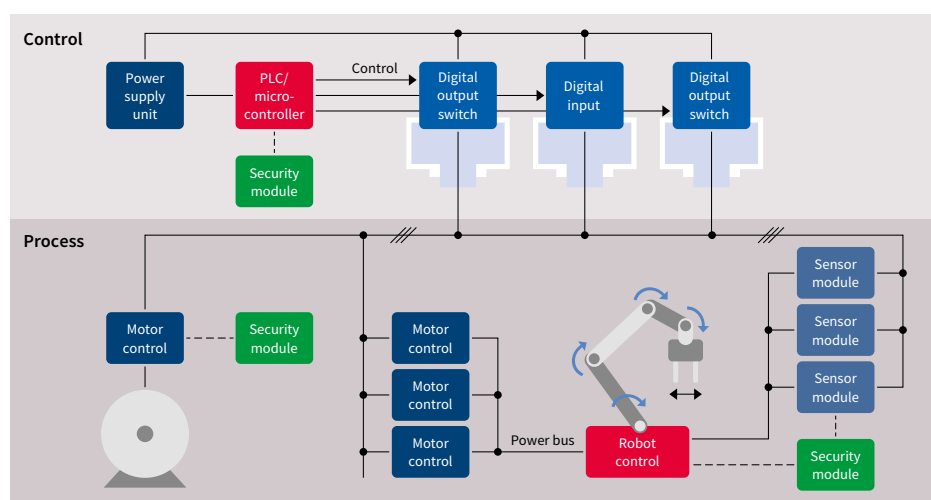 Control
Power
supply
unit
PLC/
micro-
controller
Control
Digital
output
switch
Digital
input
Digital
output
switch
Security
module
Process
Motor
control
Security
module
Motor
control
Motor
control
Motor
control
Power bus
Robot
control
Sensor
module
Sensor
module
Sensor
module
Security
module